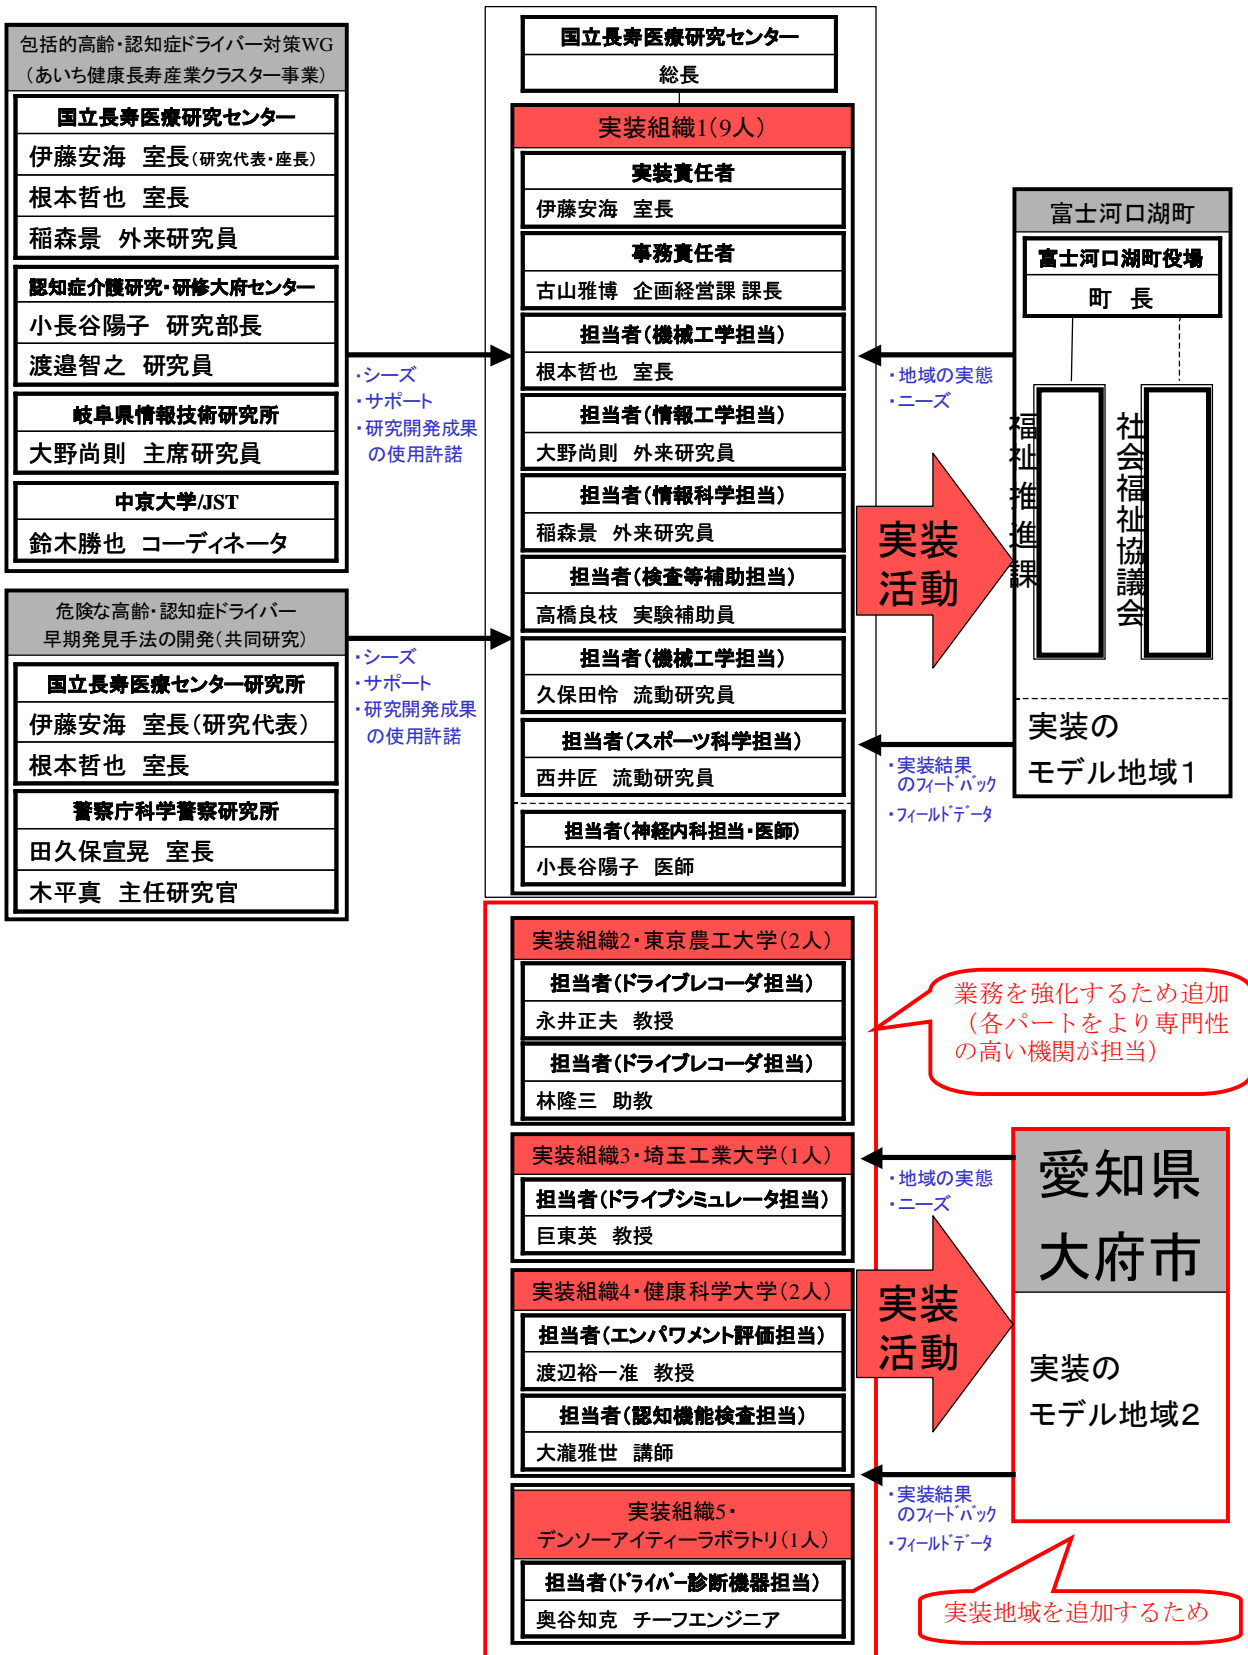 包括的高齢・認知症ドライバー対策WG
（あいち健康長寿産業クラスター事業）
国立長寿医療研究センター
伊藤安海　室長（研究代表・座長）
根本哲也　室長
稲森景　外来研究員
認知症介護研究・研修大府センター
小長谷陽子　研究部長
渡邉智之　研究員
岐阜県情報技術研究所
大野尚則　主席研究員
中京大学/JST
鈴木勝也　コーディネータ
危険な高齢・認知症ドライバー
早期発見手法の開発（共同研究）
国立長寿医療センター研究所
伊藤安海　室長（研究代表）
根本哲也　室長
警察庁科学警察研究所
田久保宣晃　室長
木平真　主任研究官
・シーズ
・サポート
・研究開発成果
の使用許諾
・シーズ
・サポート
・研究開発成果
の使用許諾
国立長寿医療研究センター
総長
実装組織1（9人）
実装責任者
伊藤安海　室長
事務責任者
古山雅博　企画経営課 課長
担当者（機械工学担当）
根本哲也　室長
担当者（情報工学担当）
大野尚則　外来研究員
担当者（情報科学担当）
稲森景　外来研究員
担当者（検査等補助担当）
高橋良枝　実験補助員
担当者（機械工学担当）
久保田怜　流動研究員
担当者（スポーツ科学担当）
西井匠　流動研究員
担当者（神経内科担当・医師）
小長谷陽子　医師
実装組織2・東京農工大学（2人）
担当者（ドライブレコーダ担当）
永井正夫　教授
担当者（ドライブレコーダ担当）
林隆三　助教
実装組織3・埼玉工業大学（1人）
担当者（ドライブシミュレータ担当）
巨東英　教授
実装組織4・健康科学大学（2人）
担当者（エンパワメント評価担当）
渡辺裕一准　教授
担当者（認知機能検査担当）
大瀧雅世　講師
実装組織5・
デンソーアイティーラボラトリ（1人）
担当者（ドライバー診断機器担当）
奥谷知克　チーフエンジニア
・地域の実態
・ニーズ
実装
活動
・実装結果
のフィードバック
・フィールドデータ
富士河口湖町
富士河口湖町役場
町　長
福祉推進課
社会福祉協議会
実装の
モデル地域1
業務を強化するため追加
（各パートをより専門性
の高い機関が担当）
・地域の実態
・ニーズ
実装
活動
・実装結果
のフィードバック
・フィールドデータ
愛知県
大府市
実装の
モデル地域2
実装地域を追加するため